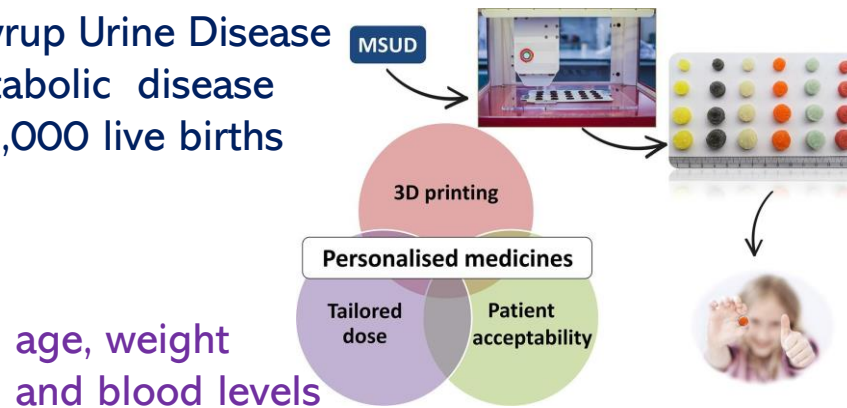 yrup Urine Disease
tabolic disease
,000 live births
MSUD
3D printing
Personalised medicines
Tailored
dose
Patient
acceptability
age, weight
and blood levels